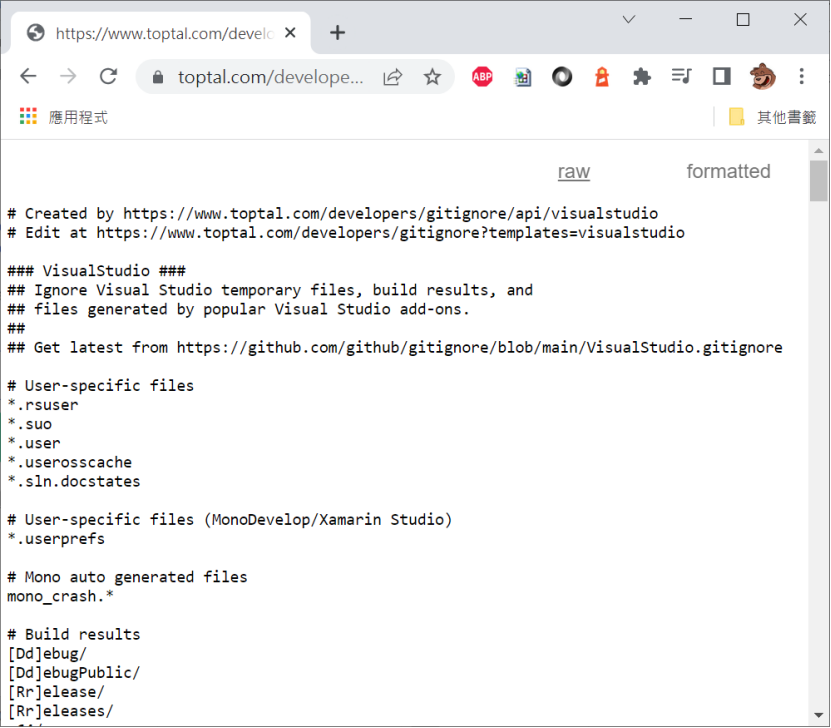 https://www.toptal.com/develo
toptal.com/develope...
ABP
應用程式
其他書籤
raw
formatted
# Created by https://www.toptal.com/developers/gitignore/api/visualstudio
# Edit at https://www.toptal.com/developers/gitignore?templates=visualstudio
### VisualStudio ###
## Ignore Visual Studio temporary files, build results, and
## files generated by popular Visual Studio add-ons.
##
## Get latest from https://github.com/github/gitignore/blob/main/VisualStudio.gitignore
# User-specific files
*.rsuser
*.suo
*.user
*.userosscache
*.sln.docstates
# User-specific files (MonoDevelop/Xamarin Studio)
*.userprefs
# Mono auto generated files
mono_crash.*
# Build results
[Dd]ebug/
[Dd]ebugPublic/
[Rr]elease/
[Rr]eleases/